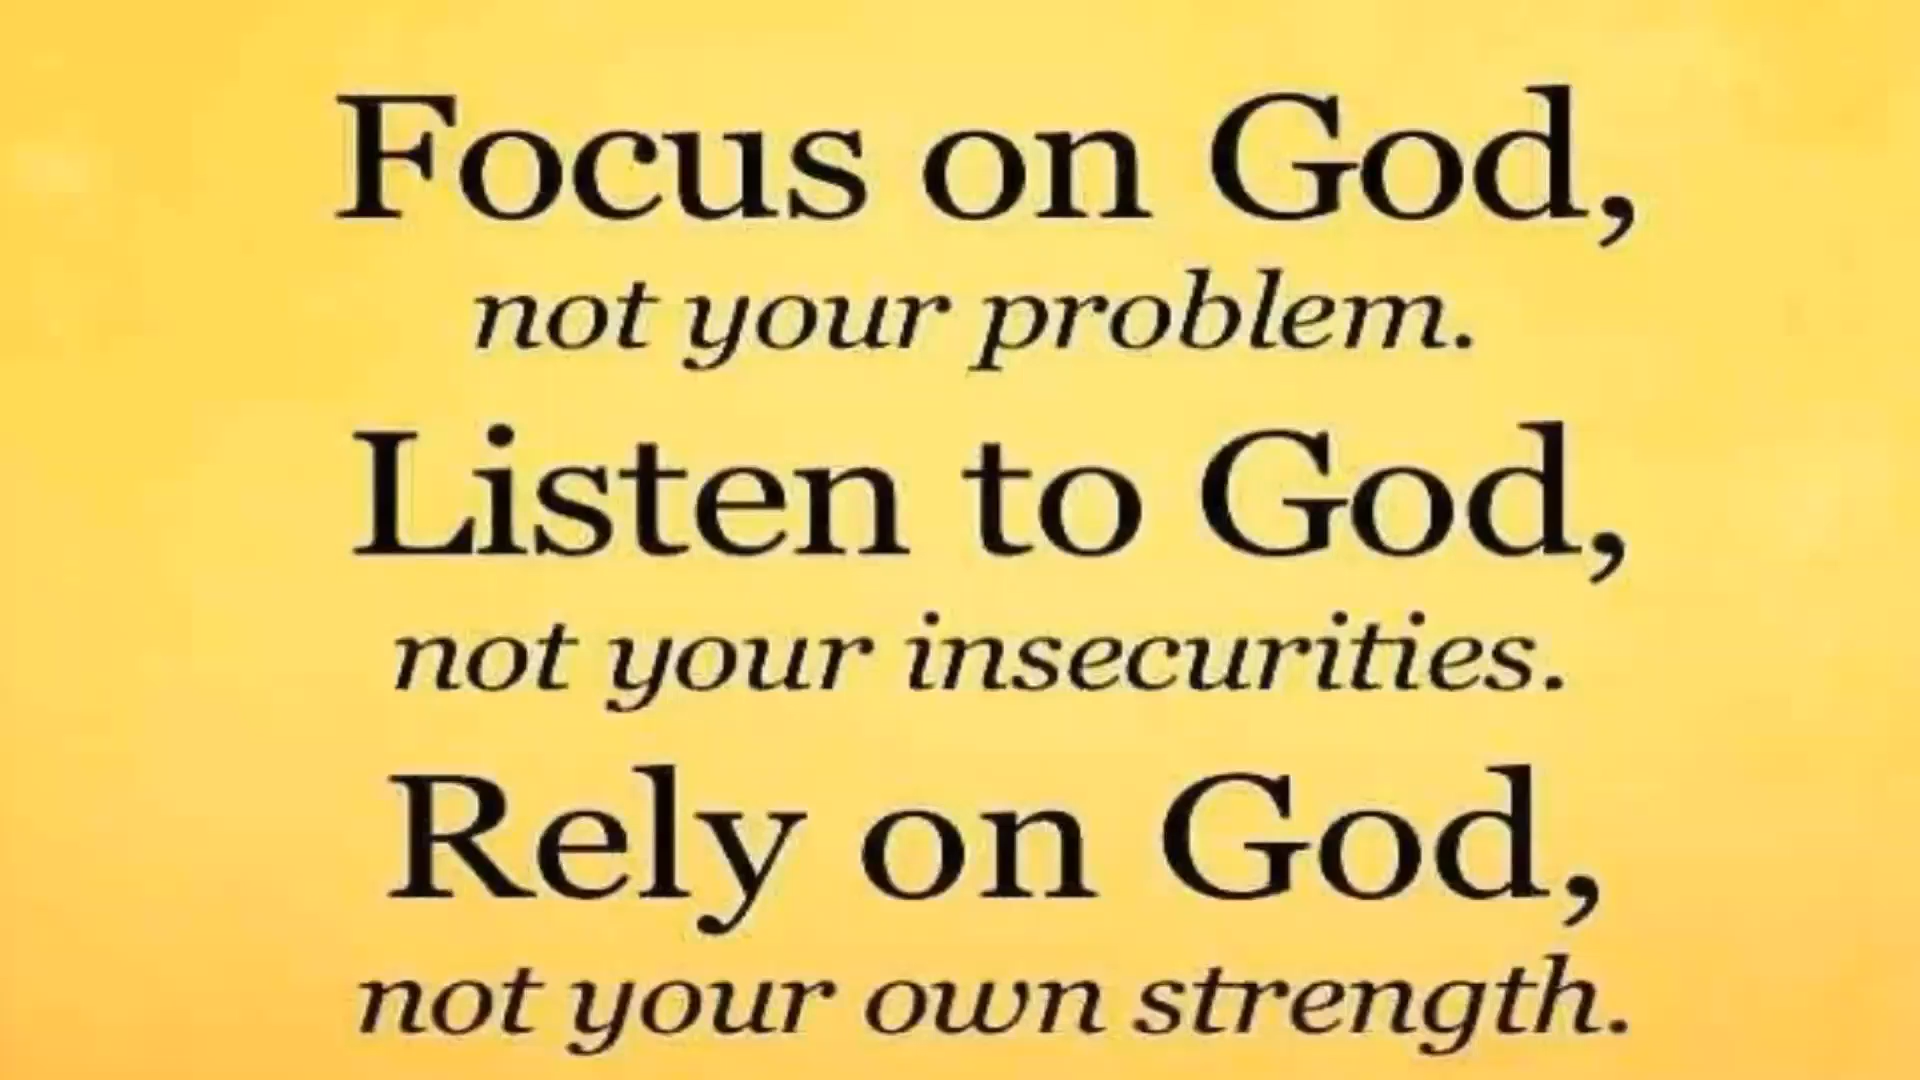 Focus on God,
not your problem.
Listen to God,
not your insecurities.
Rely on God,
not your own strength.